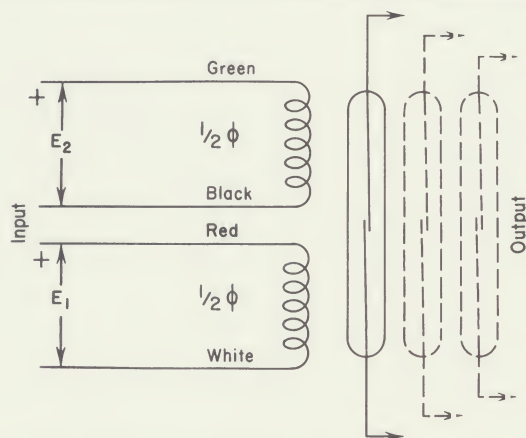 Green
+
E₂
½ ϕ
Black
Input
Red
+
E₁
½ ϕ
White
Output